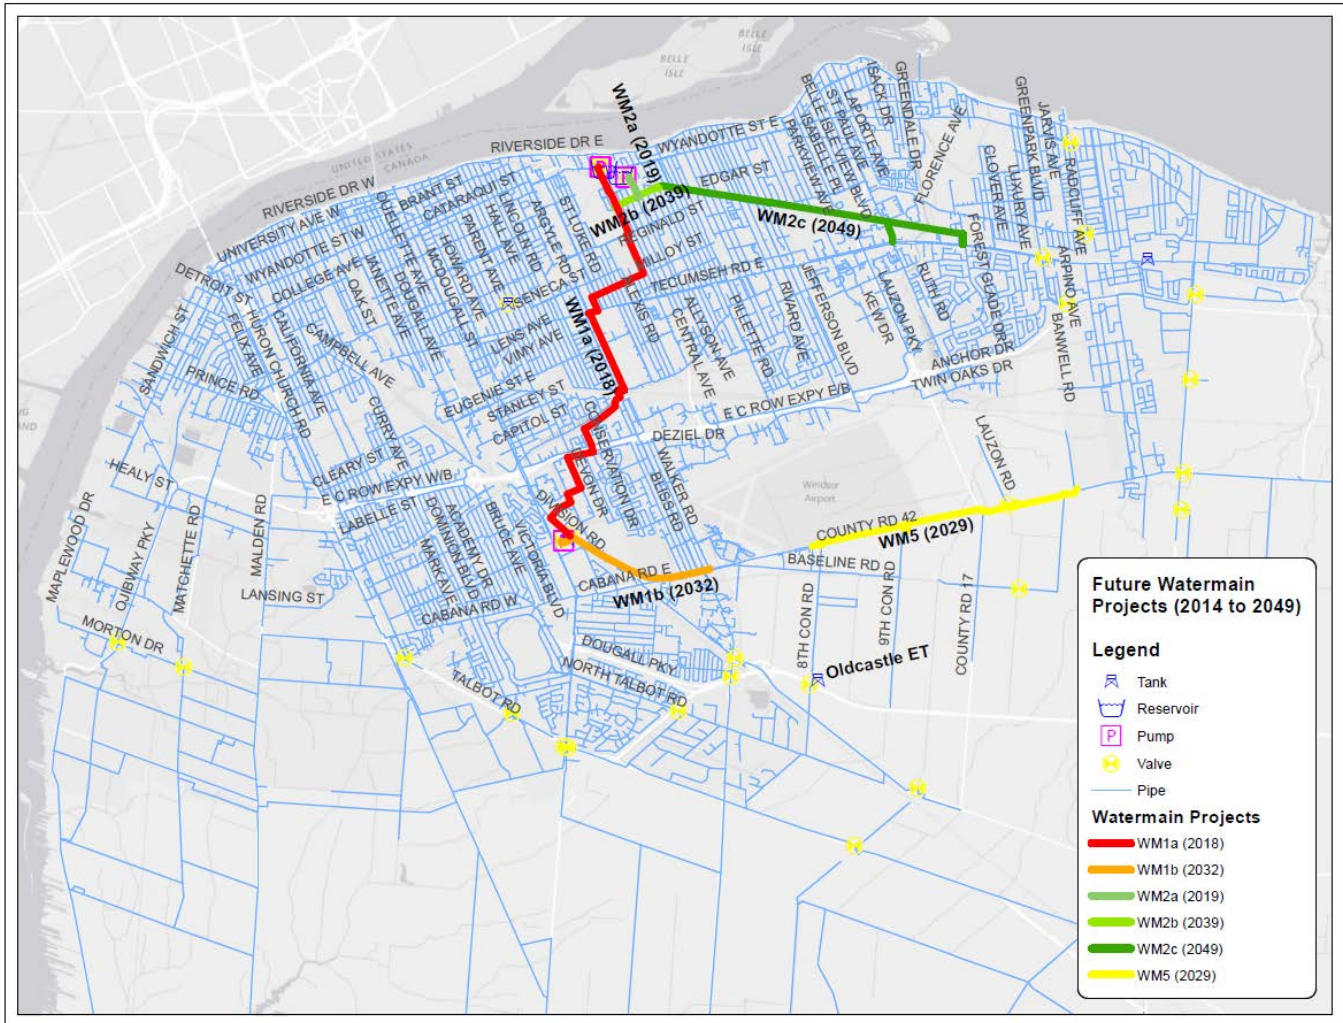 BELLE
ISLE
BELLE
ISLE
UNITED STATES
CANADA
RIVERSIDE DR E
WM2a (2019)
WYANDOTTE ST E
ISACK DR
GREENDALE DR
LAPORTE AVE
ST PAUL AVE
BELLE ISLE VIEW BLVD
ISABELLE PL
PARKVIEW AVE
FLORENCE AVE
JARVIS AVE
GREENPARK BLVD
RADCLIFF AVE
LUXURY AVE
CLOVER AVE
EDGAR ST
WM2b (2039)
REGINALD ST
WM2c (2049)
MILLOY ST
TECUMSEH RD E
FOREST GLADE DR
ARPINO AVE
BANWELL RD
RUTH RD
LAUZON PKY
KEW DR
JEFFERSON BLVD
RIVARD AVE
PILLETTE RD
ALLYSON AVE
CENTRAL AVE
ALEXIS RD
RIVERSIDE DR W
UNIVERSITY AVE W
WYANDOTTE ST W
COLLEGE AVE
BRANT ST
CATARAQUI ST
OUELLETTE AVE
HALL AVE
LINCOLN RD
ARGYLE RD
ST LUKE RD
PARENT AVE
HOWARD AVE
MCDOUGALL ST
DOUGALL AVE
JANETTE AVE
OAK ST
SENECA ST
LENS AVE
VIMY AVE
WM1a (2018)
DETROIT ST
SANDWICH ST
HURON CHURCH RD
FELIX AVE
CALIFORNIA AVE
CAMPBELL AVE
PRINCE RD
CURRY AVE
EUGENIE ST E
STANLEY ST
CAPITOL ST
ANCHOR DR
TWIN OAKS DR
E C ROW EXPY E/B
DEZIEL DR
CONSERVATION DR
DEVON DR
WALKER RD
BLISS RD
DIVISION RD
CLEARY ST
E C ROW EXPY W/B
LABELLE ST
HEALY ST
MALDEN RD
MATCHETTE RD
OJIBWAY PKY
MAPLEWOOD DR
ACADEMY DR
DOMINION BLVD
MARK AVE
BRUCE AVE
VICTORIA BLVD
Windsor
Airport
LAUZON RD
COUNTY RD 42
WM5 (2029)
BASELINE RD
CABANA RD E
WM1b (2032)
CABANA RD W
LANSING ST
MORTON DR
DOUGALL PKY
NORTH TALBOT RD
TALBOT RD
8TH CON RD
9TH CON RD
COUNTY RD 17
Oldcastle ET
Future Watermain
Projects (2014 to 2049)
Legend
Tank
Reservoir
P Pump
Valve
Pipe
Watermain Projects
WM1a (2018)
WM1b (2032)
WM2a (2019)
WM2b (2039)
WM2c (2049)
WM5 (2029)